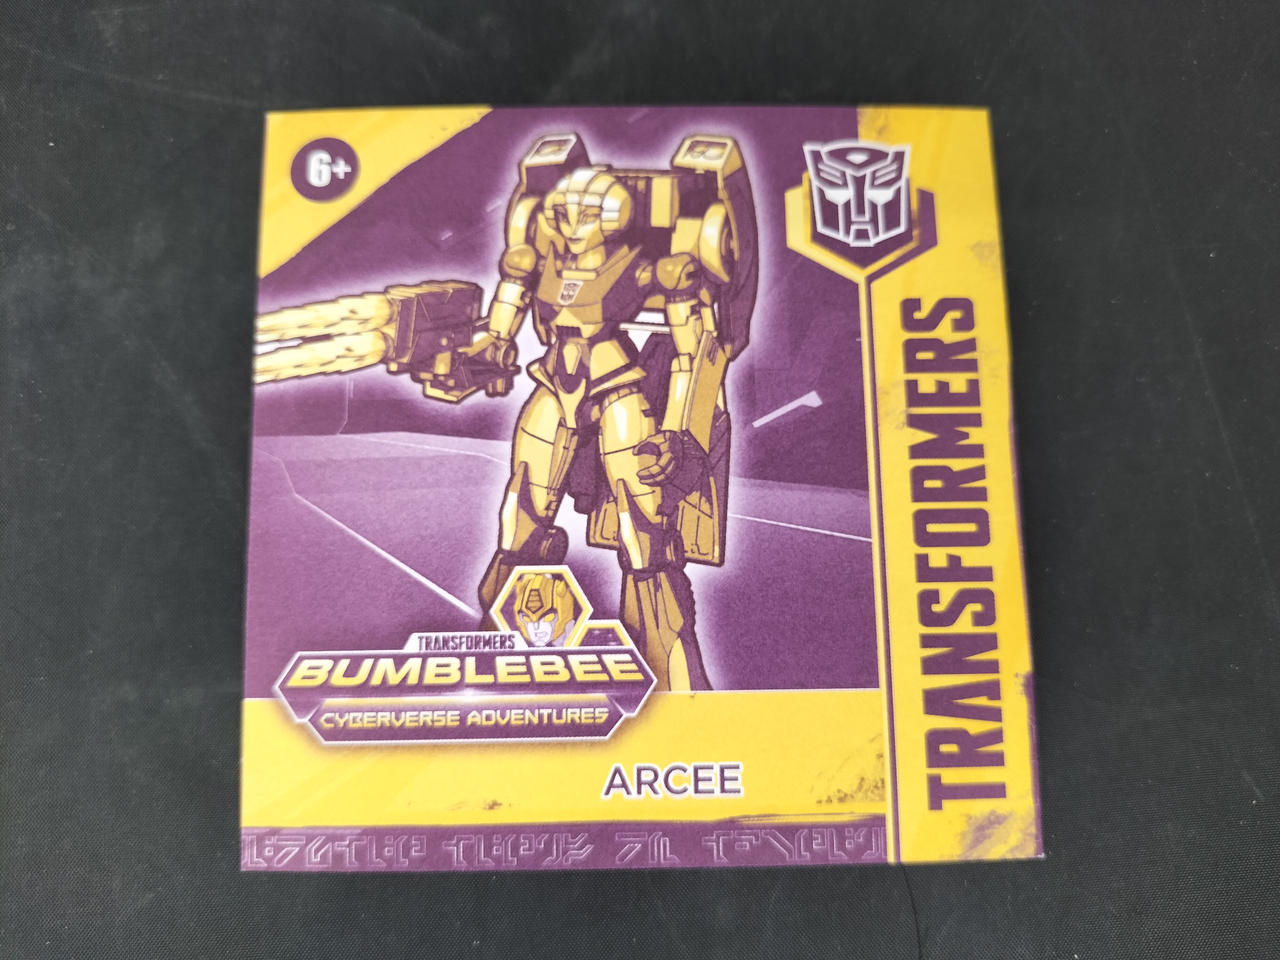 6+
TRANSFORMERS
TRANSFORMERS
BUMBLEBEE
CYBERVERSE ADVENTURES
ARCEE